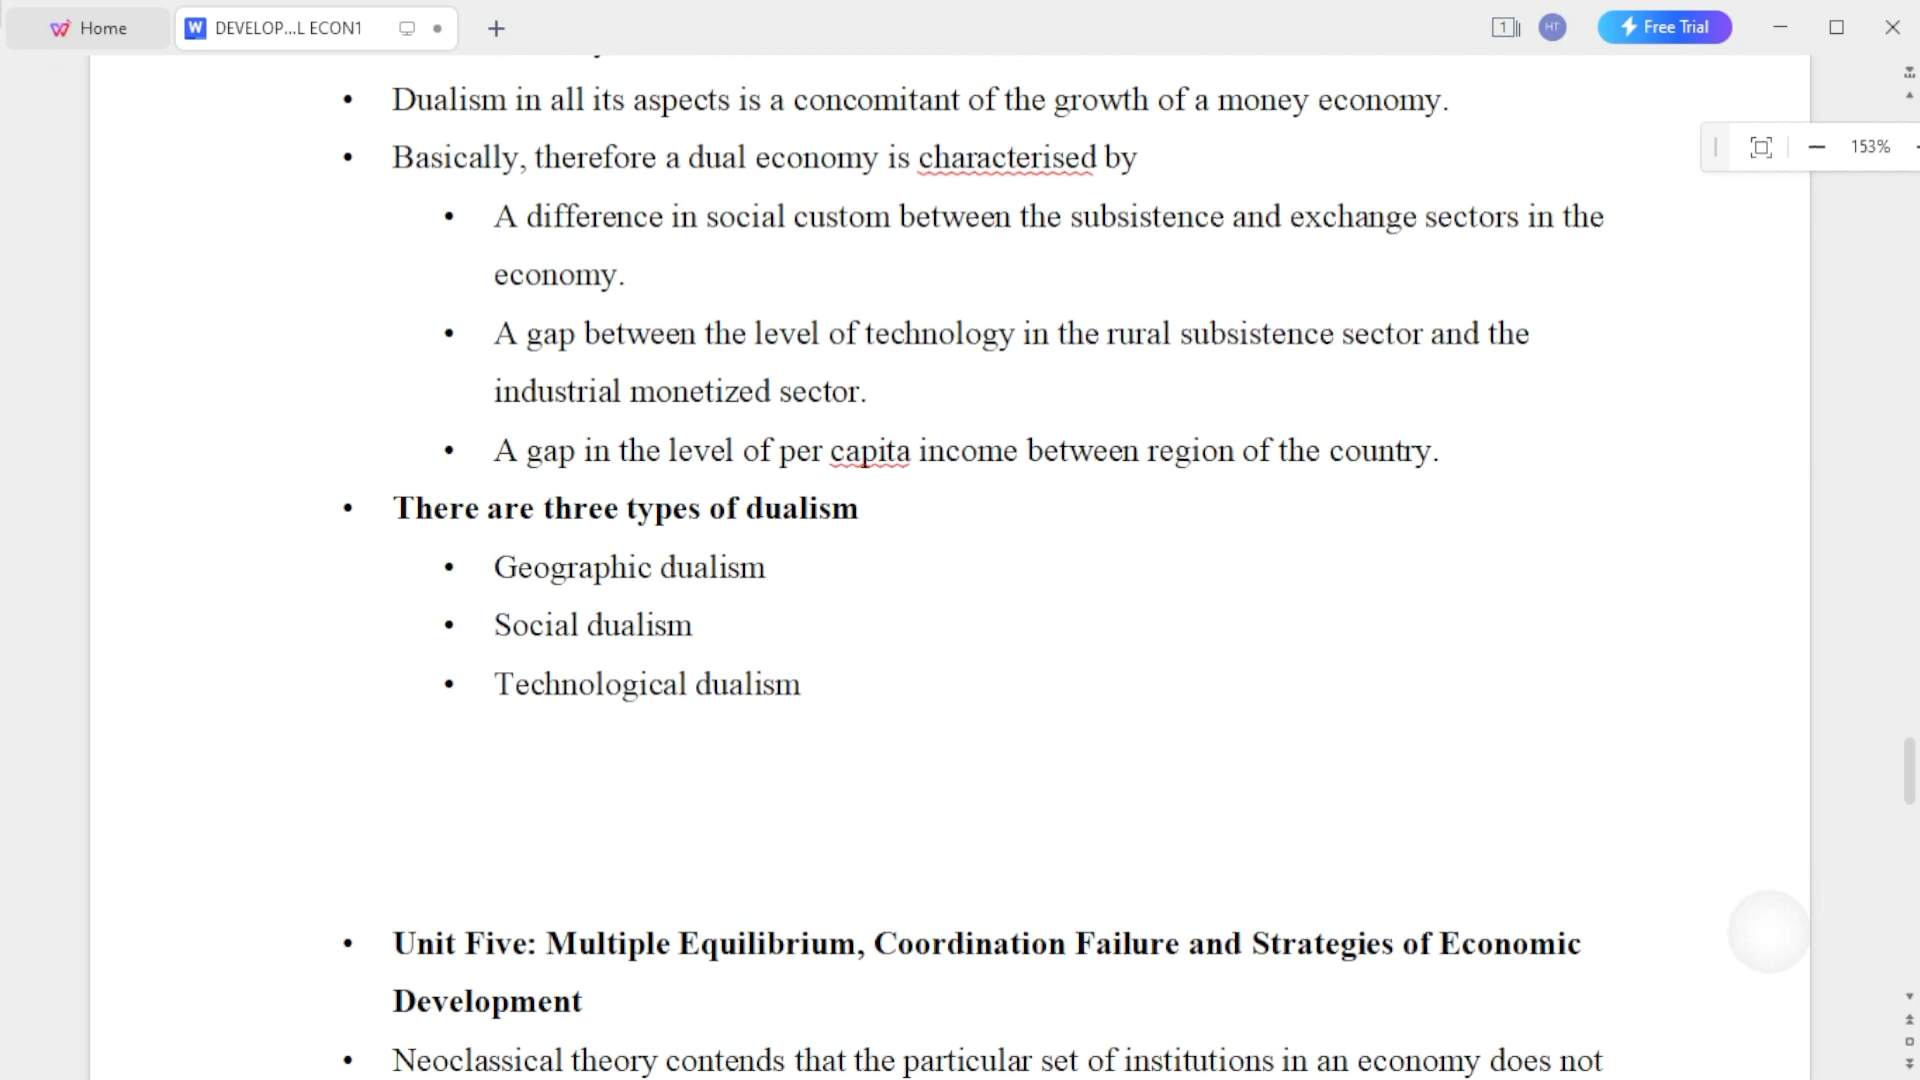 Home
DEVELOP...L ECON1
1
HT
Free Trial
• Dualism in all its aspects is a concomitant of the growth of a money economy.
153%
• Basically, therefore a dual economy is characterised by
• A difference in social custom between the subsistence and exchange sectors in the
economy.
• A gap between the level of technology in the rural subsistence sector and the
industrial monetized sector.
• A gap in the level of per capita income between region of the country.
• There are three types of dualism
• Geographic dualism
• Social dualism
• Technological dualism
• Unit Five: Multiple Equilibrium, Coordination Failure and Strategies of Economic
Development
• Neoclassical theory contends that the particular set of institutions in an economy does not